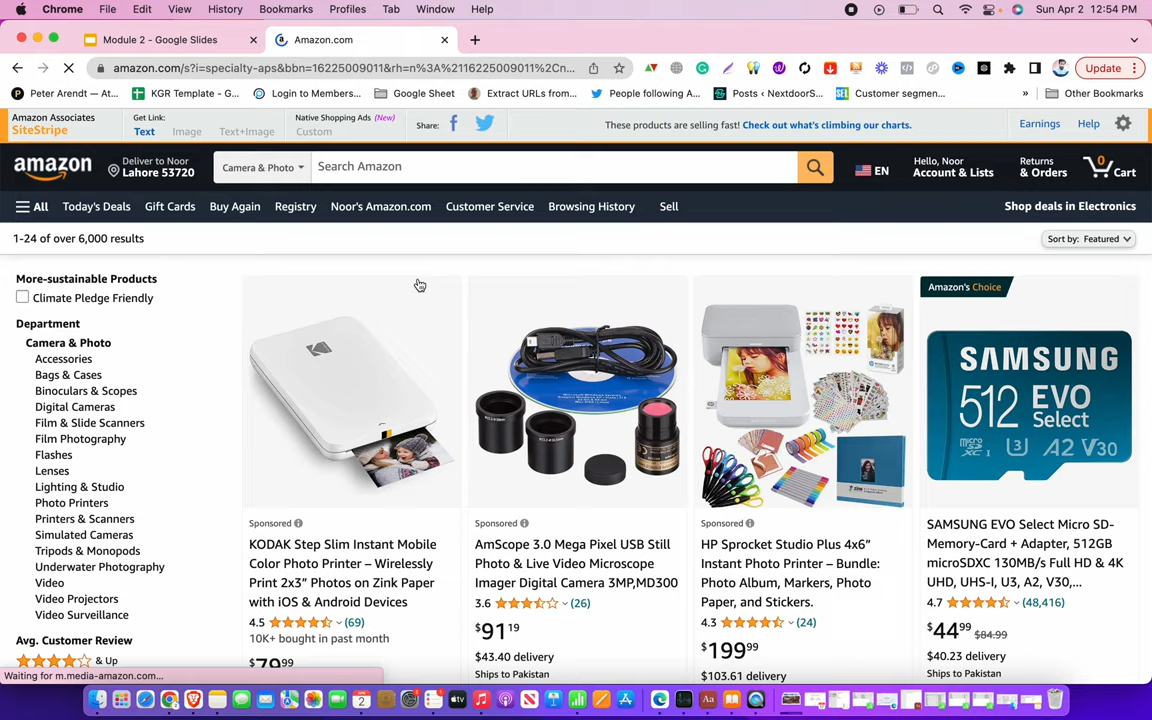 Chrome File Edit View History Bookmarks Profiles Tab Window Help Sun Apr 2 12:54 PM
Module 2 - Google Slides Amazon.com
amazon.com/s?i=specialty-aps&bbn=16225009011&rh=n%3A%2116225009011%2Cn... Update
Peter Arendt — At... KGR Template - G... Login to Members... Google Sheet Extract URLs from... People following A... Posts ‹ NextdoorS... Customer segmen... » Other Bookmarks
Amazon Associates
SiteStripe
Get Link:
Text Image Text+Image
Native Shopping Ads (New)
Custom
Share:
These products are selling fast! Check out what's climbing our charts.
Earnings Help
amazon
Deliver to Noor
Lahore 53720
Camera & Photo Search Amazon
EN
Hello, Noor
Account & Lists
Returns
& Orders
0
Cart
All Today's Deals Gift Cards Buy Again Registry Noor's Amazon.com Customer Service Browsing History Sell Shop deals in Electronics
1-24 of over 6,000 results
Sort by: Featured
More-sustainable Products
Climate Pledge Friendly
Department
Camera & Photo
Accessories
Bags & Cases
Binoculars & Scopes
Digital Cameras
Film & Slide Scanners
Film Photography
Flashes
Lenses
Lighting & Studio
Photo Printers
Printers & Scanners
Simulated Cameras
Tripods & Monopods
Underwater Photography
Video
Video Projectors
Video Surveillance
Avg. Customer Review
& Up
Sponsored
KODAK Step Slim Instant Mobile
Color Photo Printer – Wirelessly
Print 2x3” Photos on Zink Paper
with iOS & Android Devices
4.5 (69)
10K+ bought in past month
$79 99
Sponsored
AmScope 3.0 Mega Pixel USB Still
Photo & Live Video Microscope
Imager Digital Camera 3MP,MD300
3.6 (26)
$91 19
$43.40 delivery
Ships to Pakistan
Sponsored
HP Sprocket Studio Plus 4x6”
Instant Photo Printer – Bundle:
Photo Album, Markers, Photo
Paper, and Stickers.
4.3 (24)
$199 99
$103.61 delivery
Ships to Pakistan
Amazon's Choice
SAMSUNG
512 EVO
Select
U3 A2 V30
SAMSUNG EVO Select Micro SD-
Memory-Card + Adapter, 512GB
microSDXC 130MB/s Full HD & 4K
UHD, UHS-I, U3, A2, V30,...
4.7 (48,416)
$44 99 $84.99
$40.23 delivery
Ships to Pakistan
Waiting for m.media-amazon.com...